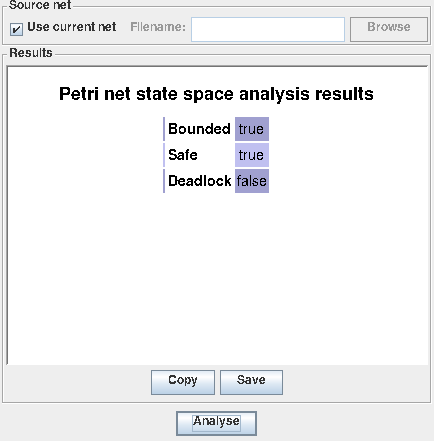 Source net
Use current net Filename: Browse
Results
Petri net state space analysis results
Bounded true
Safe true
Deadlock false
Copy Save
Analyse